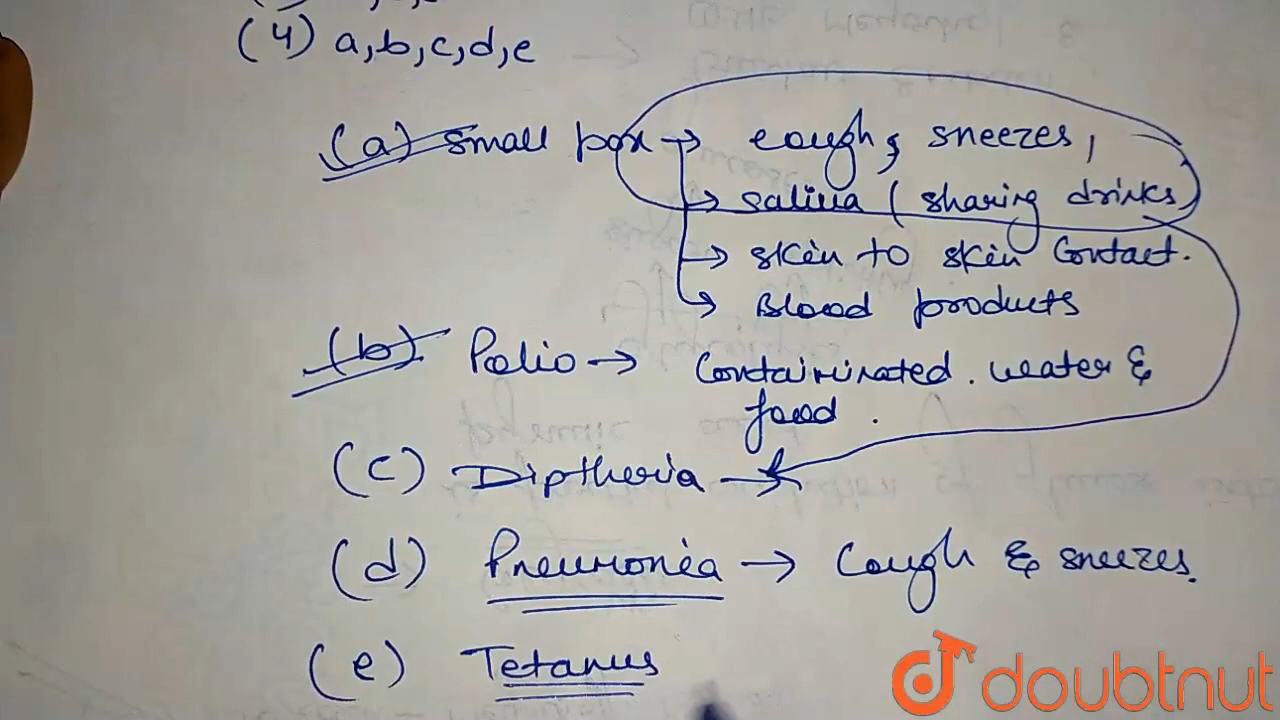 (4) a,b,c,d,e
(a) Small pox → cough, sneezes,
→ saliva (sharing drinks)
→ skin to skin Contact.
→ Blood products
(b) Polio → Contaminated. water &
food.
(c) Diptheria →
(d) Pneumonia → Cough & sneezes.
(e) Tetanus
doubtnut